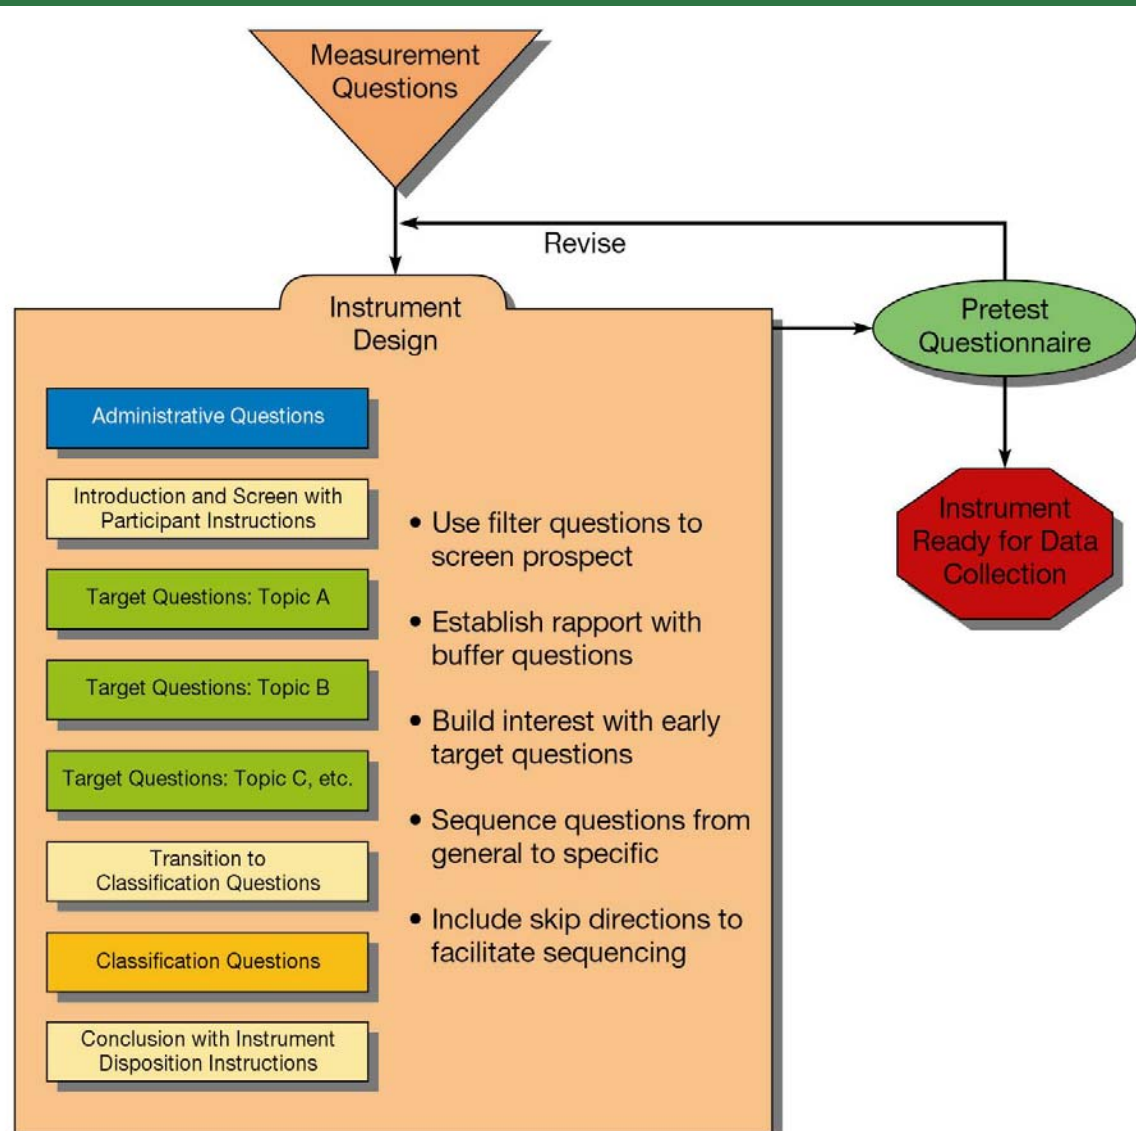 Measurement
Questions
Revise
Instrument
Design
Pretest
Questionnaire
Administrative Questions
Introduction and Screen with
Participant Instructions
Target Questions: Topic A
Target Questions: Topic B
Target Questions: Topic C, etc.
Transition to
Classification Questions
Classification Questions
Conclusion with Instrument
Disposition Instructions
• Use filter questions to
screen prospect
• Establish rapport with
buffer questions
• Build interest with early
target questions
• Sequence questions from
general to specific
• Include skip directions to
facilitate sequencing
Instrument
Ready for Data
Collection